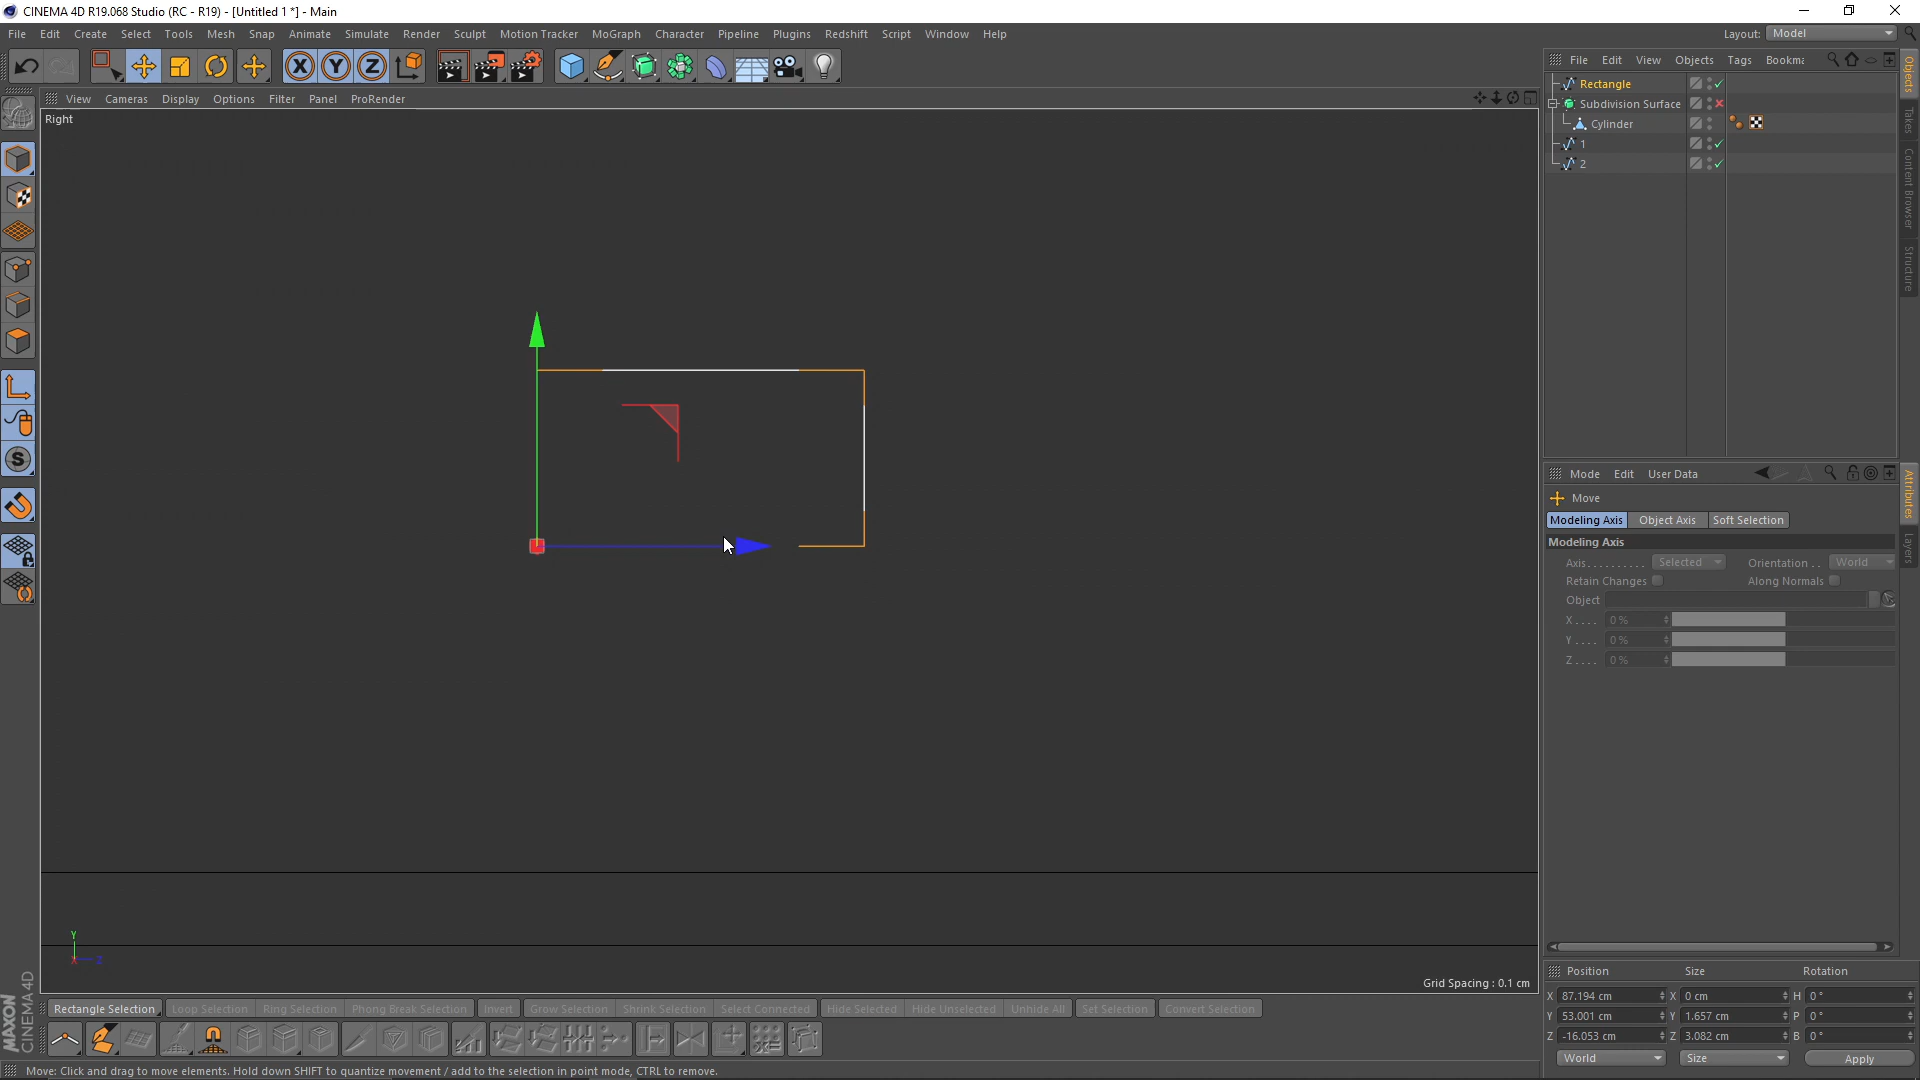 CINEMA 4D R19.068 Studio (RC - R19) - [Untitled 1 *] - Main
File Edit Create Select Tools Mesh Snap Animate Simulate Render Sculpt Motion Tracker MoGraph Character Pipeline Plugins Redshift Script Window Help
Layout: Model
View Cameras Display Options Filter Panel ProRender
Right
File Edit View Objects Tags Bookma
Rectangle
Subdivision Surface
Cylinder
1
2
Objects
Takes
Content Browser
Structure
Mode Edit User Data
Move
Modeling Axis Object Axis Soft Selection
Modeling Axis
Axis.......... Selected Orientation .. World
Retain Changes Along Normals
Object
X.... 0 %
Y.... 0 %
Z.... 0 %
Attributes
Layers
Y
X
Z
Grid Spacing : 0.1 cm
Position Size Rotation
X 87.194 cm X 0 cm H 0 °
Y 53.001 cm Y 1.657 cm P 0 °
Z -16.053 cm Z 3.082 cm B 0 °
World Size Apply
Rectangle Selection Loop Selection Ring Selection Phong Break Selection Invert Grow Selection Shrink Selection Select Connected Hide Selected Hide Unselected Unhide All Set Selection Convert Selection
MAXON
CINEMA 4D
Move: Click and drag to move elements. Hold down SHIFT to quantize movement / add to the selection in point mode, CTRL to remove.